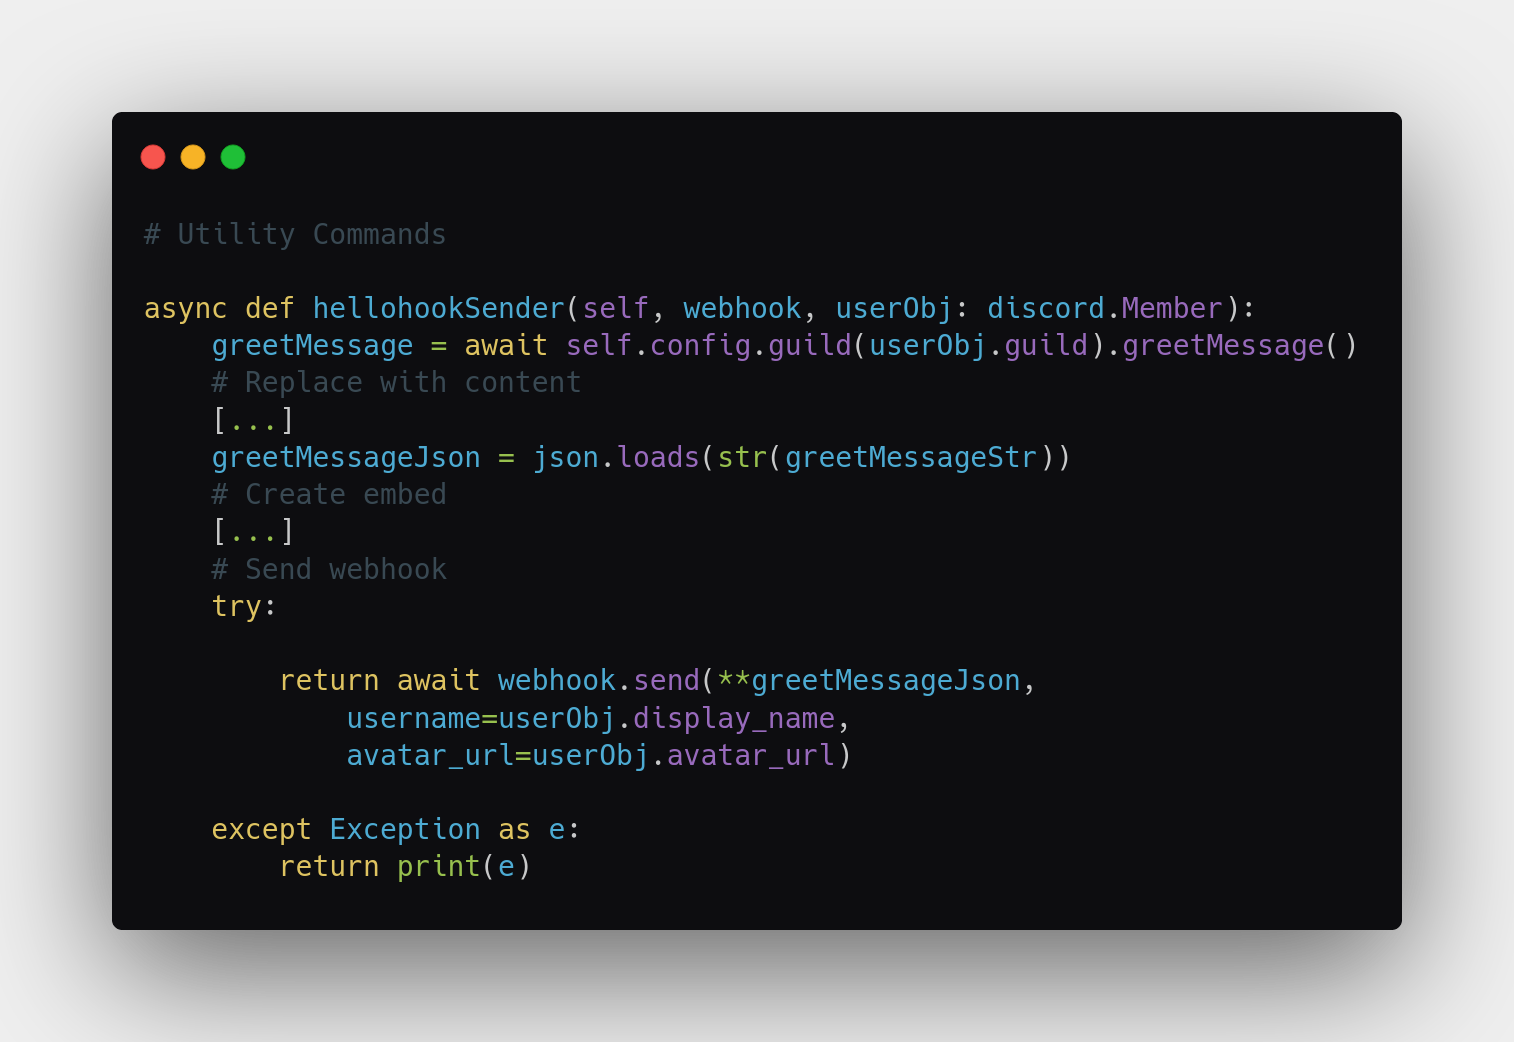 # Utility Commands
async def hellohookSender(self, webhook, userObj: discord.Member):
    greetMessage = await self.config.guild(userObj.guild).greetMessage()
    # Replace with content
    [...]
    greetMessageJson = json.loads(str(greetMessageStr))
    # Create embed
    [...]
    # Send webhook
    try:
        return await webhook.send(**greetMessageJson,
            username=userObj.display_name,
            avatar_url=userObj.avatar_url)
    except Exception as e:
        return print(e)